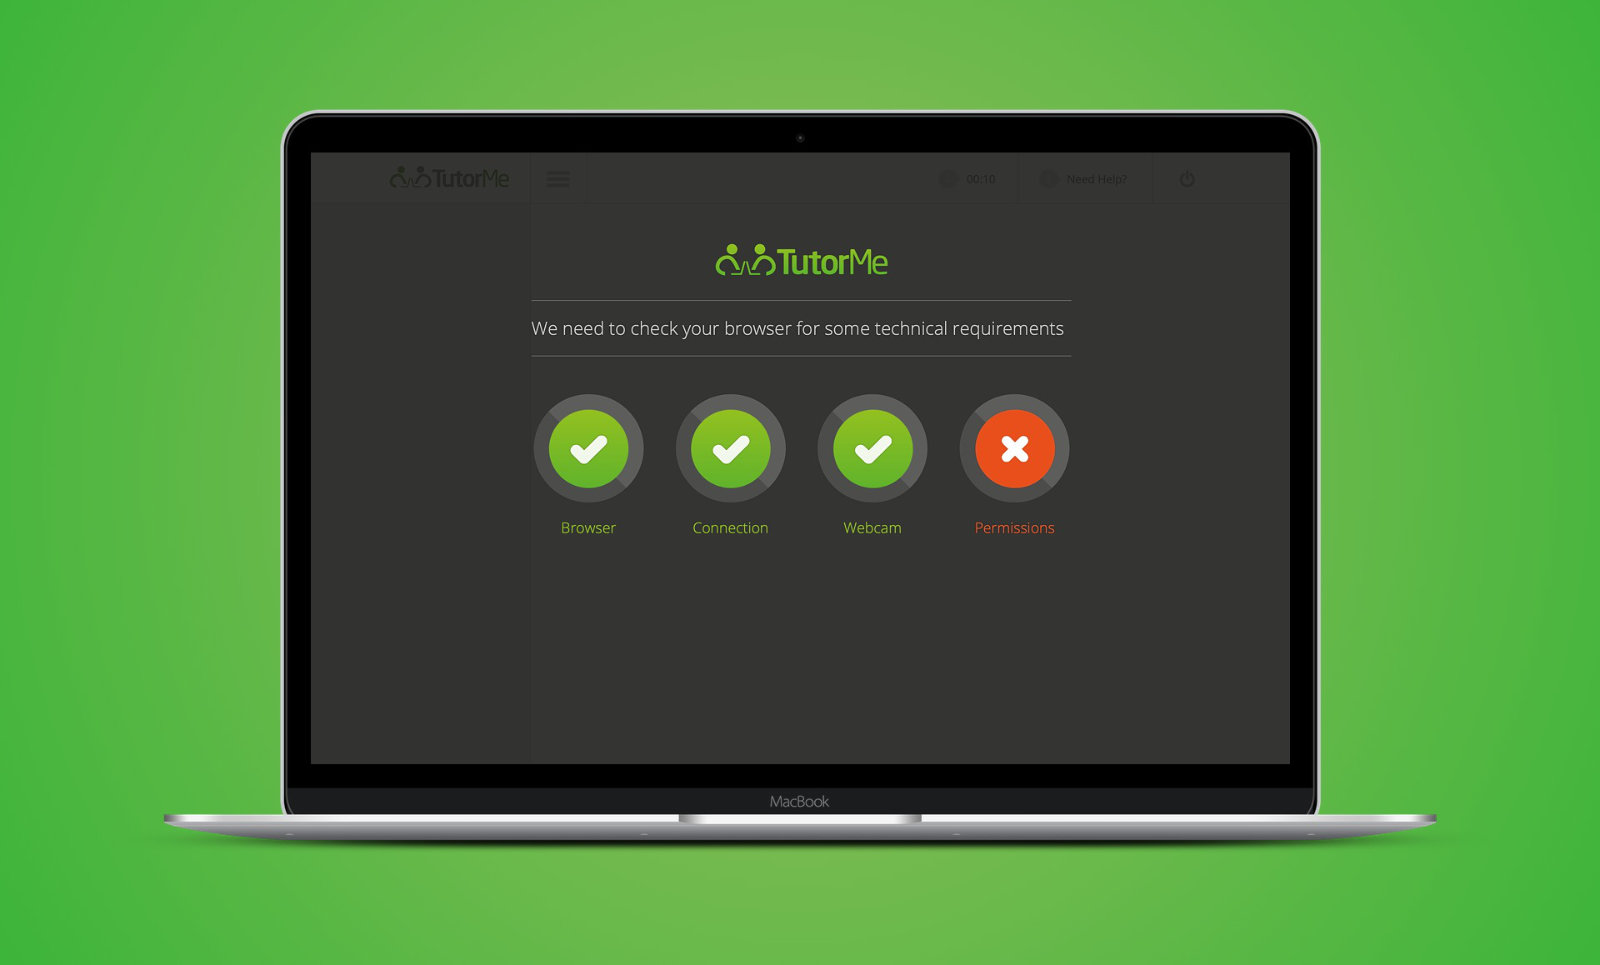 TutorMe
00:10
Need Help?
TutorMe
We need to check your browser for some technical requirements
Browser
Connection
Webcam
Permissions
MacBook